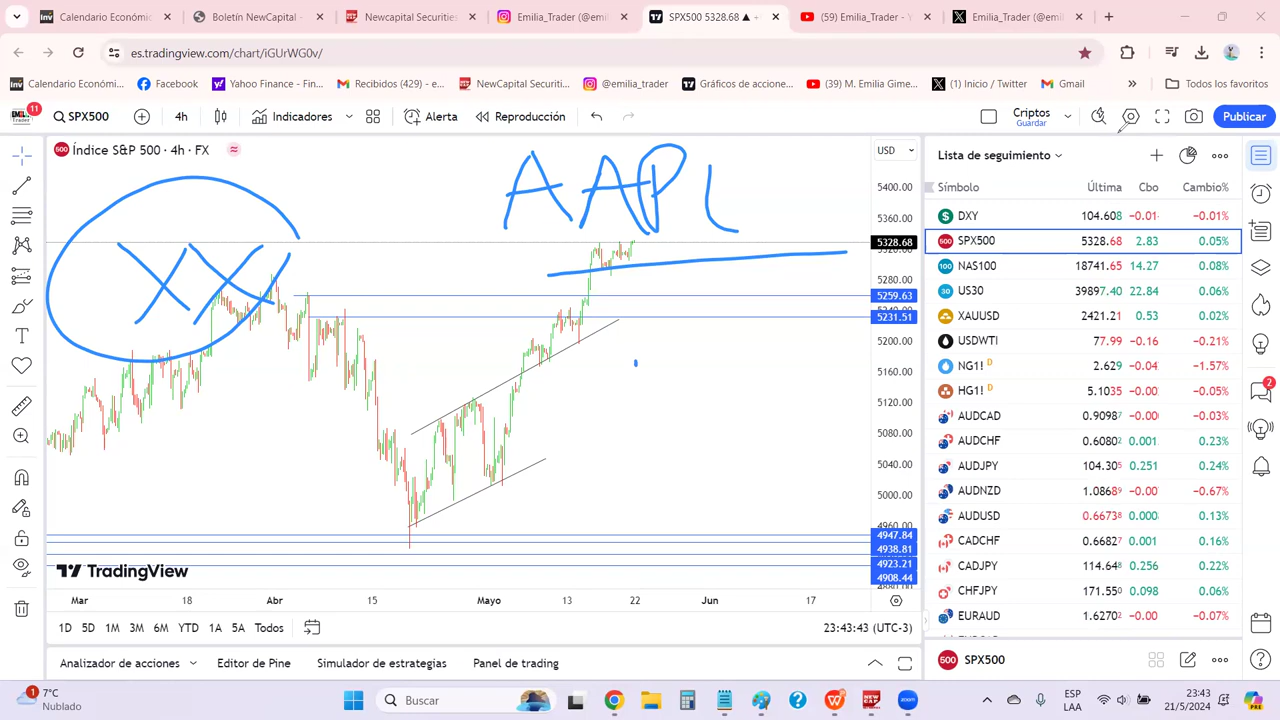 Calendario Económic
Boletín NewCapital -
Newcapital Securities
Emilia_Trader (@em
SPX500 5328.68 ▲ +
(59) Emilia_Trader - Y
Emilia_Trader (@e
es.tradingview.com/chart/iGUrWG0v/
Calendario Económi...
Facebook
Yahoo Finance - Fin...
Recibidos (429) - e...
NewCapital Securiti...
@emilia_trader
Gráficos de accione...
(39) M. Emilia Gime...
(1) Inicio / Twitter
Gmail
»
Todos los favoritos
11
SPX500
4h
Indicadores
Alerta
Reproducción
Criptos
Guardar
Publicar
500 Índice S&P 500 · 4h · FX
USD
AAPL
XX
5400.00
5360.00
5328.68
5280.00
5259.63
5231.51
5200.00
5160.00
5120.00
5080.00
5040.00
5000.00
4960.00
4947.84
4938.81
4923.21
4908.44
TradingView
Mar 18 Abr 15 Mayo 13 22 Jun 17
1D 5D 1M 3M 6M YTD 1A 5A Todos
23:43:43 (UTC-3)
Analizador de acciones
Editor de Pine
Simulador de estrategias
Panel de trading
Lista de seguimiento
Símbolo Última Cbo Cambio%
DXY 104.608 −0.01 −0.01%
500 SPX500 5328.68 2.83 0.05%
100 NAS100 18741.65 14.27 0.08%
30 US30 39897.40 22.84 0.06%
XAUUSD 2421.21 0.53 0.02%
USDWTI 77.99 −0.16 −0.21%
NG1! D 2.629 −0.04 −1.57%
HG1! D 5.1035 −0.00 −0.05%
AUDCAD 0.90987 −0.00 −0.03%
AUDCHF 0.60802 0.001 0.23%
AUDJPY 104.305 0.251 0.24%
AUDNZD 1.08689 −0.00 −0.67%
AUDUSD 0.66738 0.000 0.13%
CADCHF 0.66827 0.001 0.16%
CADJPY 114.648 0.256 0.22%
CHFJPY 171.550 0.098 0.06%
EURAUD 1.62702 −0.00 −0.07%
2
500 SPX500
1
7°C
Nublado
Buscar
ESP
LAA
23:43
21/5/2024